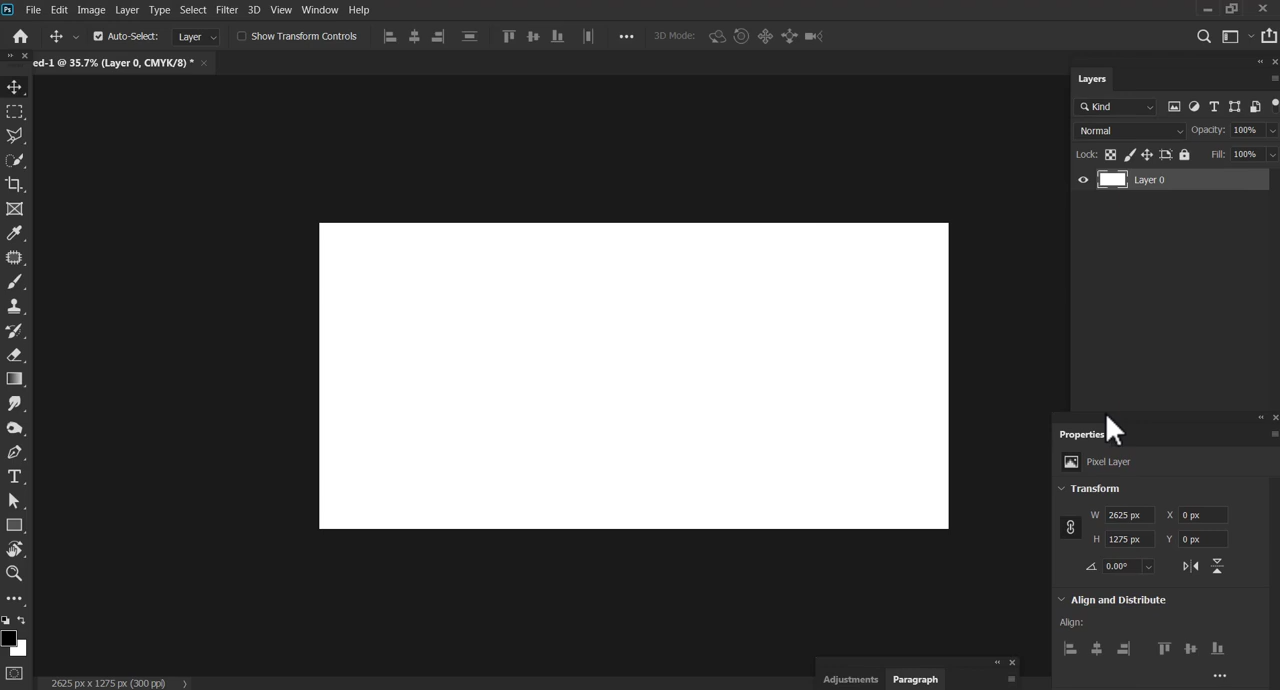 Ps File Edit Image Layer Type Select Filter 3D View Window Help
Auto-Select: Layer Show Transform Controls 3D Mode:
ed-1 @ 35.7% (Layer 0, CMYK/8) *
Layers
Kind
Normal Opacity: 100%
Lock: Fill: 100%
Layer 0
Properties
Pixel Layer
Transform
W 2625 px X 0 px
H 1275 px Y 0 px
0.00°
Align and Distribute
Align:
Adjustments Paragraph
2625 px x 1275 px (300 ppi)